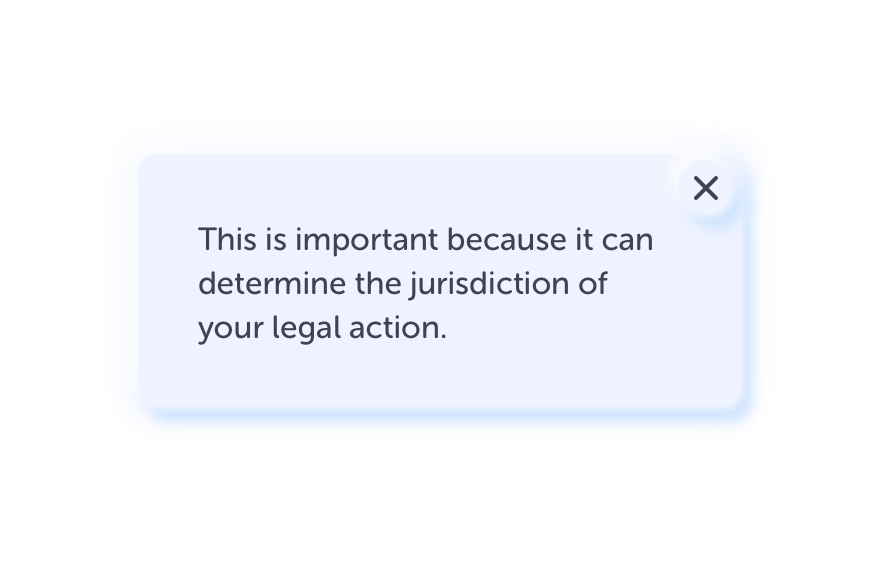 This is important because it can
determine the jurisdiction of
your legal action.